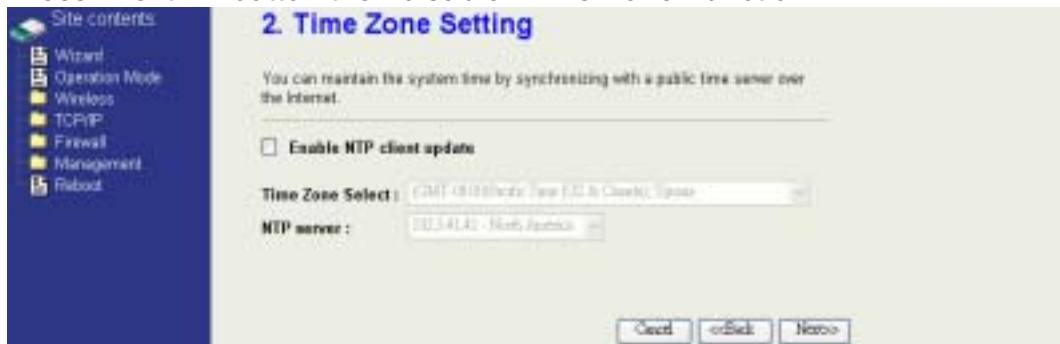 Site contents:
2. Time Zone Setting
Wizard
Operation Mode
Wireless
TCP/IP
Firewall
Management
Reboot
You can maintain the system time by synchronizing with a public time server over
the Internet.
Enable NTP client update
Time Zone Select :
NTP server :
- North America
Cancel
<<Back
Next>>